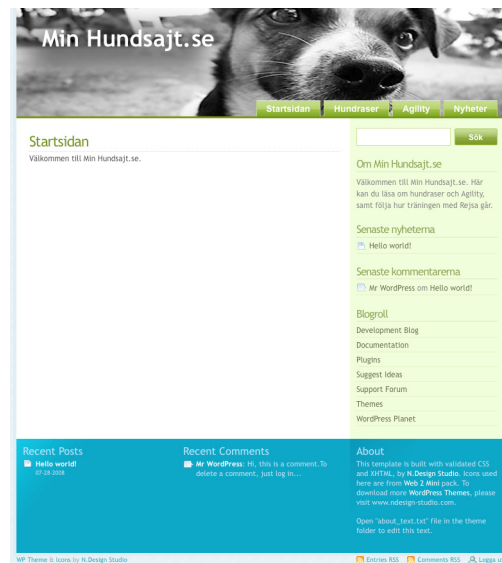 Min Hundsajt.se
Startsidan Hundraser Agility Nyheter
Startsidan
Välkommen till Min Hundsajt.se.
Sök
Om Min Hundsajt.se
Välkommen till Min Hundsajt.se. Här
kan du läsa om hundraser och Agility,
samt följa hur träningen med Rejsa går.
Senaste nyheterna
Hello world!
Senaste kommentarerna
Mr WordPress om Hello world!
Blogroll
Development Blog
Documentation
Plugins
Suggest Ideas
Support Forum
Themes
WordPress Planet
Recent Posts
Hello world!
07-28-2008
Recent Comments
Mr WordPress: Hi, this is a comment.To
delete a comment, just log in...
About
This template is built with validated CSS
and XHTML, by N.Design Studio. Icons used
here are from Web 2 Mini pack. To
download more WordPress Themes, please
visit www.ndesign-studio.com.
Open "about_text.txt" file in the theme
folder to edit this text.
WP Theme & Icons by N.Design Studio
Entries RSS Comments RSS Logga u